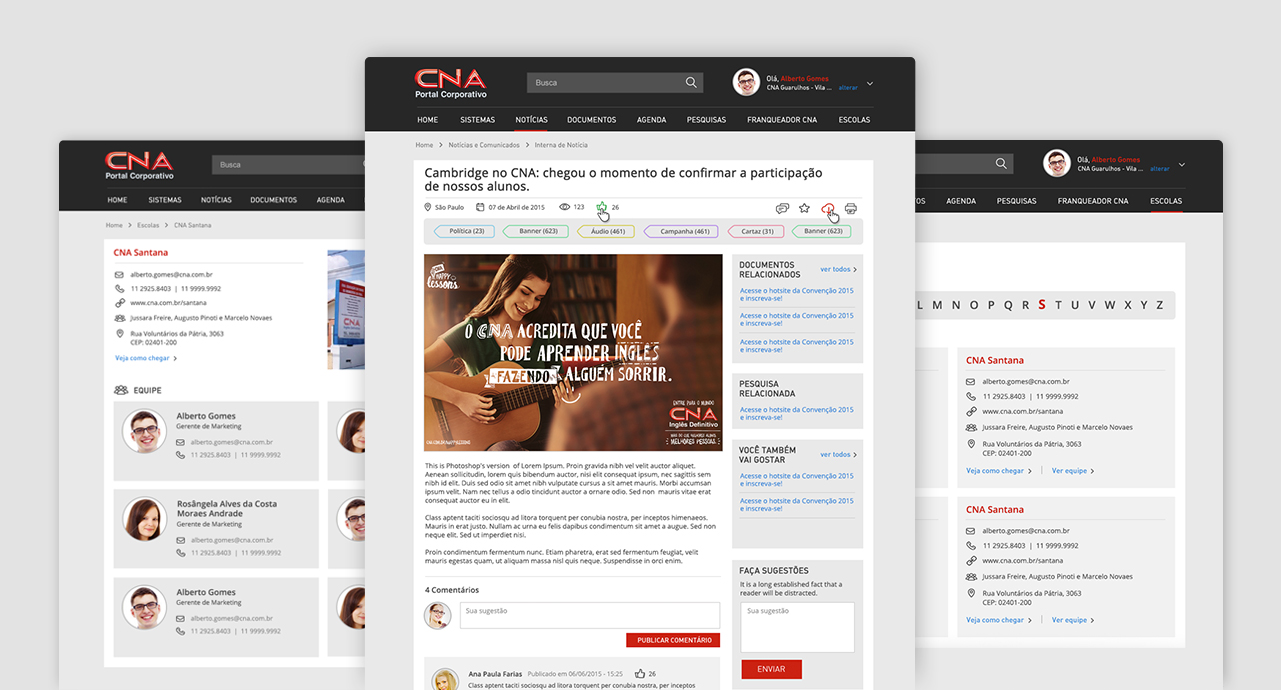 CNA
Portal Corporativo
Busca
HOME
SISTEMAS
NOTÍCIAS
DOCUMENTOS
AGENDA
Home > Escolas > CNA Santana
CNA Santana
alberto.gomes@cna.com.br
11 2925.8403 | 11 9999.9992
www.cna.com.br/santana
Jussara Freire, Augusto Pinoti e Marcelo Novaes
Rua Voluntários da Pátria, 3063
CEP: 02401-200
Veja como chegar >
EQUIPE
Alberto Gomes
Gerente de Marketing
alberto.gomes@cna.com.br
11 2925.8403 | 11 9999.9992
Rosângela Alves da Costa
Moraes Andrade
Gerente de Marketing
alberto.gomes@cna.com.br
11 2925.8403 | 11 9999.9992
Alberto Gomes
Gerente de Marketing
alberto.gomes@cna.com.br
11 2925.8403 | 11 9999.9992
CNA
Portal Corporativo
Busca
Olá, Alberto Gomes
CNA Guarulhos - Vila ... alterar
HOME
SISTEMAS
NOTÍCIAS
DOCUMENTOS
AGENDA
PESQUISAS
FRANQUEADOR CNA
ESCOLAS
Home > Notícias e Comunicados > Interna de Notícia
Cambridge no CNA: chegou o momento de confirmar a participação
de nossos alunos.
São Paulo
07 de Abril de 2015
123
26
Política (23)
Banner (623)
Áudio (461)
Campanha (461)
Cartaz (31)
Banner (623)
CNA HAPPY
lessons
O CNA ACREDITA QUE VOCÊ
PODE APRENDER INGLÊS
FAZENDO ALGUÉM SORRIR.
ENTRE PARA O MUNDO
CNA
Inglês Definitivo
NÃO SÓ OS MELHORES ALUNOS
MELHORES PESSOAS.
CNA.COM.BR/HAPPYLESSONS
This is Photoshop's version of Lorem Ipsum. Proin gravida nibh vel velit auctor aliquet.
Aenean sollicitudin, lorem quis bibendum auctor, nisi elit consequat ipsum, nec sagittis sem
nibh id elit. Duis sed odio sit amet nibh vulputate cursus a sit amet mauris. Morbi accumsan
ipsum velit. Nam nec tellus a odio tincidunt auctor a ornare odio. Sed non mauris vitae erat
consequat auctor eu in elit.
Class aptent taciti sociosqu ad litora torquent per conubia nostra, per inceptos himenaeos.
Mauris in erat justo. Nullam ac urna eu felis dapibus condimentum sit amet a augue. Sed non
neque elit. Sed ut imperdiet nisi.
Proin condimentum fermentum nunc. Etiam pharetra, erat sed fermentum feugiat, velit
mauris egestas quam, ut aliquam massa nisl quis neque. Suspendisse in orci enim.
4 Comentários
Sua sugestão
PUBLICAR COMENTÁRIO
Ana Paula Farias Publicado em 06/06/2015 - 15:25 26
Class aptent taciti sociosqu ad litora torquent per conubia nostra, per inceptos
DOCUMENTOS
RELACIONADOS
ver todos >
Acesse o hotsite da Convenção 2015
e inscreva-se!
Acesse o hotsite da Convenção 2015
e inscreva-se!
Acesse o hotsite da Convenção 2015
e inscreva-se!
PESQUISA
RELACIONADA
Acesse o hotsite da Convenção 2015
e inscreva-se!
VOCÊ TAMBÉM
VAI GOSTAR
ver todos >
Acesse o hotsite da Convenção 2015
e inscreva-se!
Acesse o hotsite da Convenção 2015
e inscreva-se!
FAÇA SUGESTÕES
It is a long established fact that a
reader will be distracted.
Sua sugestão
ENVIAR
Olá, Alberto Gomes
CNA Guarulhos - Vila ... alterar
OS
AGENDA
PESQUISAS
FRANQUEADOR CNA
ESCOLAS
L M N O P Q R S T U V W X Y Z
CNA Santana
alberto.gomes@cna.com.br
11 2925.8403 | 11 9999.9992
www.cna.com.br/santana
Jussara Freire, Augusto Pinoti e Marcelo Novaes
Rua Voluntários da Pátria, 3063
CEP: 02401-200
Veja como chegar > | Ver equipe >
CNA Santana
alberto.gomes@cna.com.br
11 2925.8403 | 11 9999.9992
www.cna.com.br/santana
Jussara Freire, Augusto Pinoti e Marcelo Novaes
Rua Voluntários da Pátria, 3063
CEP: 02401-200
Veja como chegar > | Ver equipe >